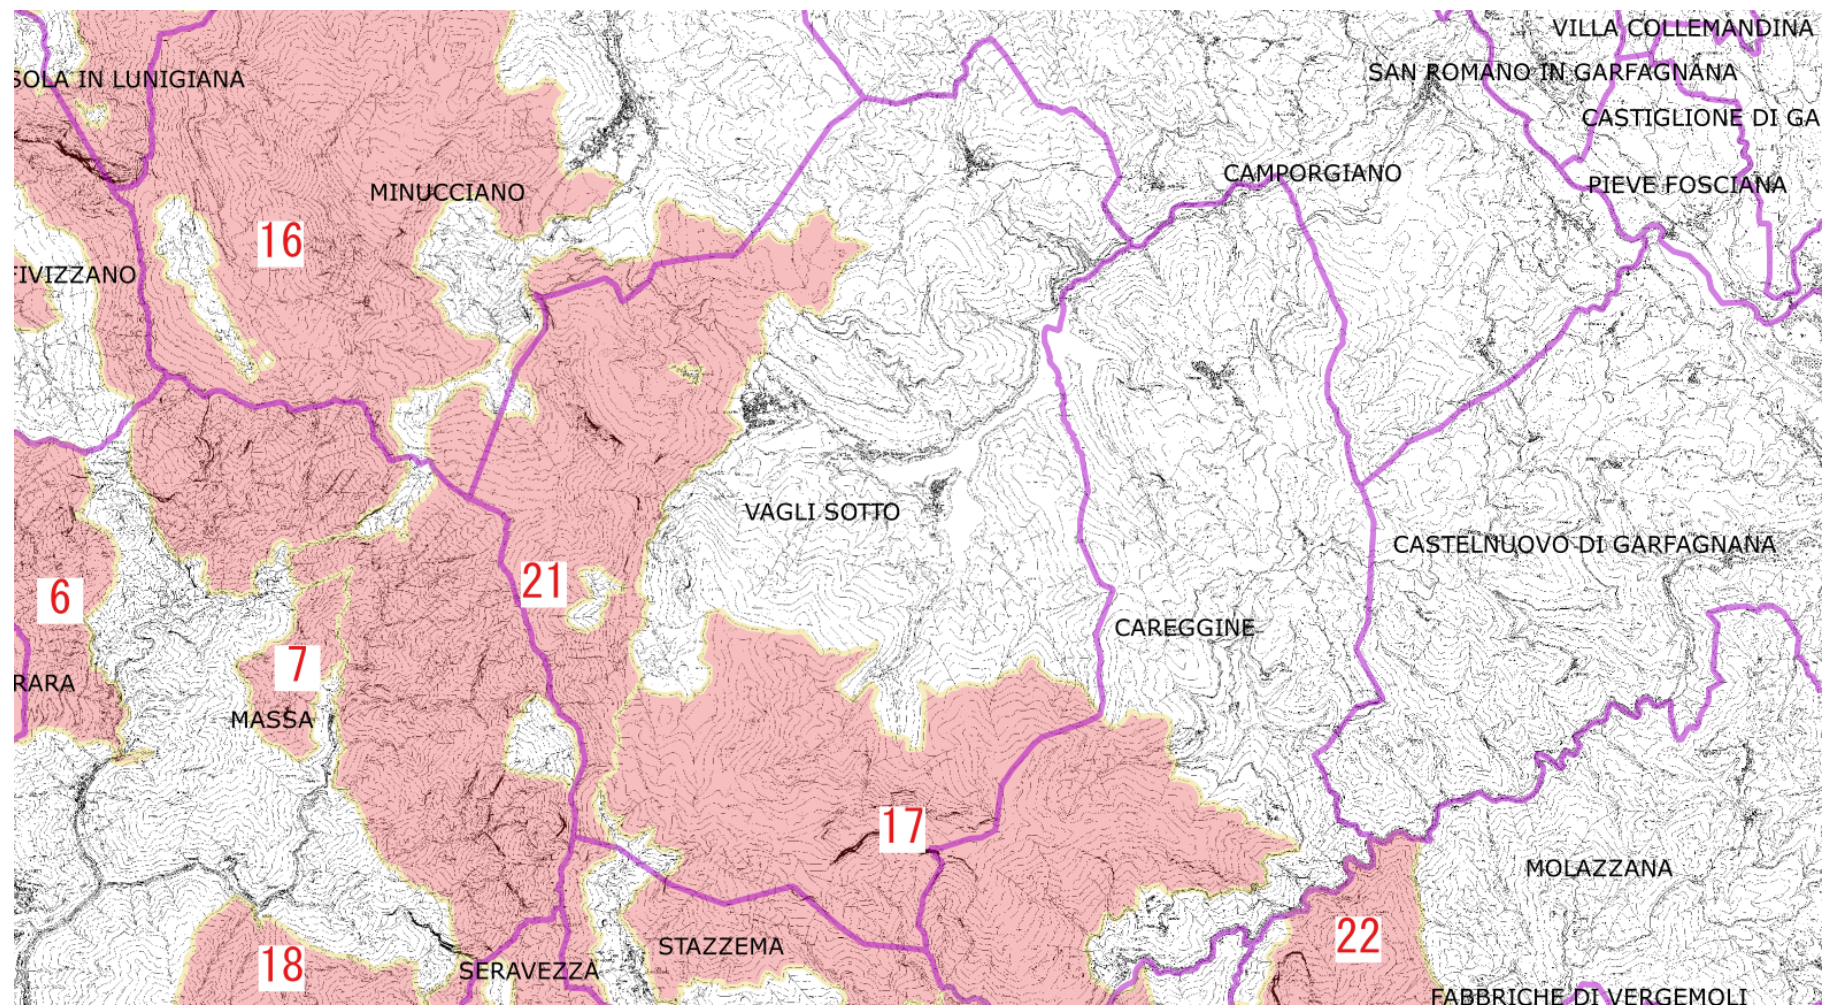 VILLA COLLEMANDINA
SAN ROMANO IN GARFAGNANA
SOLA IN LUNIGIANA
CASTIGLIONE DI GA
CAMPORGIANO
PIEVE FOSCIANA
MINUCCIANO
16
FIVIZZANO
VAGLI SOTTO
CASTELNUOVO DI GARFAGNANA
21
6
CAREGGINE
7
RARA
MASSA
17
MOLAZZANA
22
STAZZEMA
18
SERAVEZZA
FABBRICHE DI VERGEMOLI